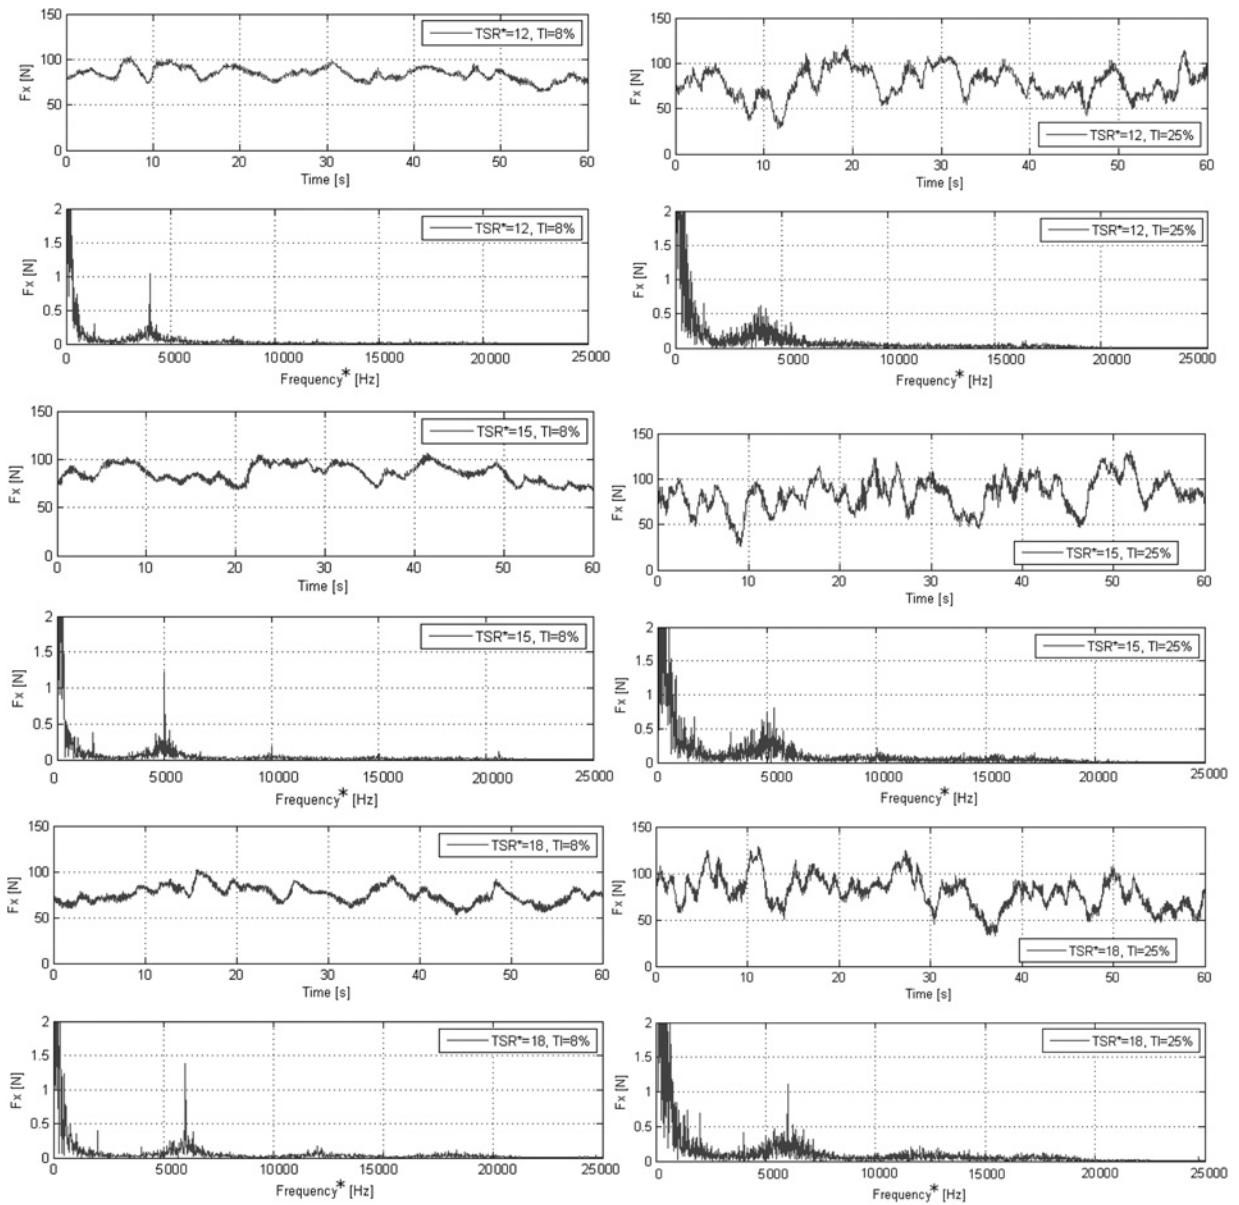 150
100
50
0
Fx [N]
TSR*=12, TI=8%
0 10 20 30 40 50 60
Time [s]
150
100
50
0
Fx [N]
TSR*=12, TI=25%
0 10 20 30 40 50 60
Time [s]
2
1.5
1
0.5
0
Fx [N]
TSR*=12, TI=8%
0 5000 10000 15000 20000 25000
Frequency* [Hz]
2
1.5
1
0.5
0
Fx [N]
TSR*=12, TI=25%
0 5000 10000 15000 20000 25000
Frequency* [Hz]
150
100
50
0
Fx [N]
TSR*=15, TI=8%
0 10 20 30 40 50 60
Time [s]
150
100
50
0
Fx [N]
TSR*=15, TI=25%
0 10 20 30 40 50 60
Time [s]
2
1.5
1
0.5
0
Fx [N]
TSR*=15, TI=8%
0 5000 10000 15000 20000 25000
Frequency* [Hz]
2
1.5
1
0.5
0
Fx [N]
TSR*=15, TI=25%
0 5000 10000 15000 20000 25000
Frequency* [Hz]
150
100
50
0
Fx [N]
TSR*=18, TI=8%
0 10 20 30 40 50 60
Time [s]
150
100
50
0
Fx [N]
TSR*=18, TI=25%
0 10 20 30 40 50 60
Time [s]
2
1.5
1
0.5
0
Fx [N]
TSR*=18, TI=8%
0 5000 10000 15000 20000 25000
Frequency* [Hz]
2
1.5
1
0.5
0
Fx [N]
TSR*=18, TI=25%
0 5000 10000 15000 20000 25000
Frequency* [Hz]